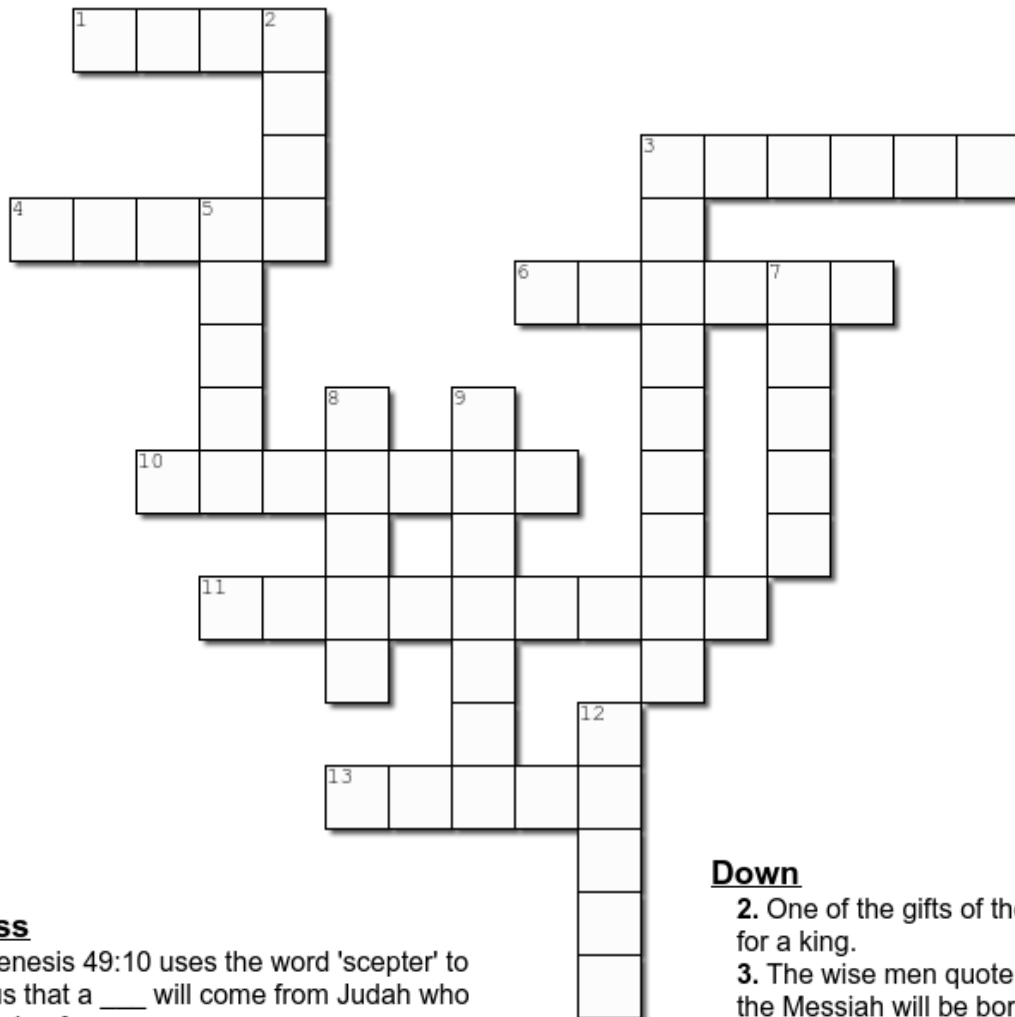 1 2
3
4 5
6 7
8 9
10
11
12
13
Down
2. One of the gifts of the
for a king.
3. The wise men quote
the Messiah will be bor
ss
enesis 49:10 uses the word 'scepter' to
us that a ___ will come from Judah who